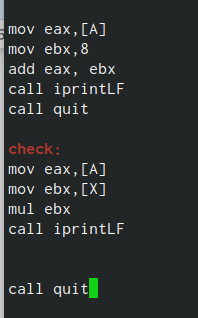 mov eax,[A]
mov ebx,8
add eax, ebx
call iprintLF
call quit
check:
mov eax,[A]
mov ebx,[X]
mul ebx
call iprintLF
call quit